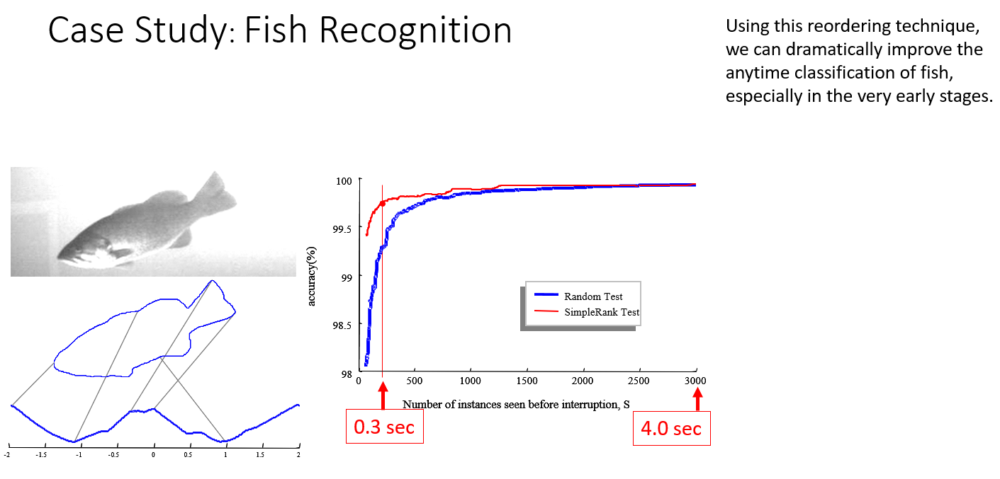 Case Study: Fish Recognition
Using this reordering technique,
we can dramatically improve the
anytime classification of fish,
especially in the very early stages.
100
99.5
99
98.5
98
accuracy(%)
Random Test
SimpleRank Test
0
500
1000
1500
2000
2500
3000
Number of instances seen before interruption, S
0.3 sec
4.0 sec
-2
-1.5
-1
-0.5
0
0.5
1
1.5
2